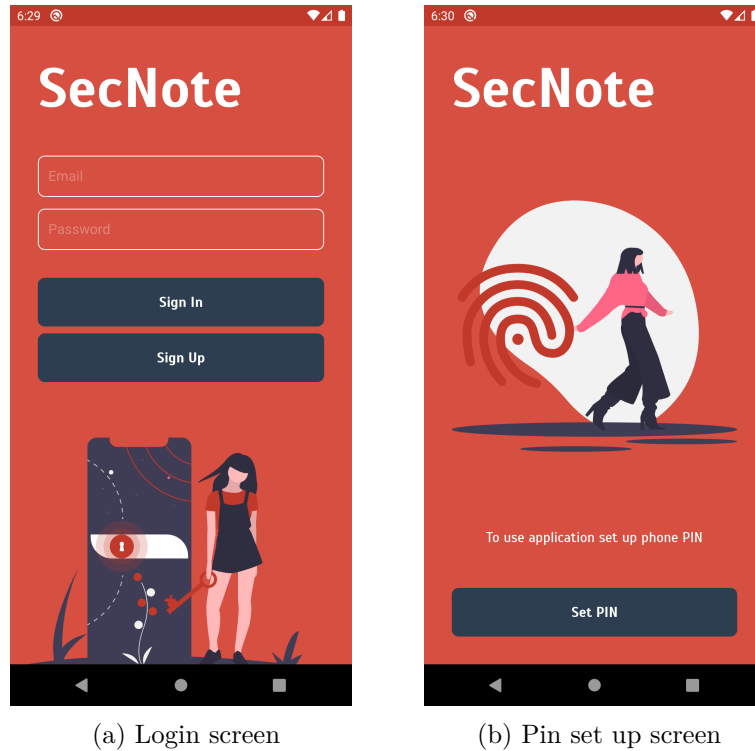 6:29
SecNote
Email
Password
Sign In
Sign Up
(a) Login screen
6:30
SecNote
To use application set up phone PIN
Set PIN
(b) Pin set up screen